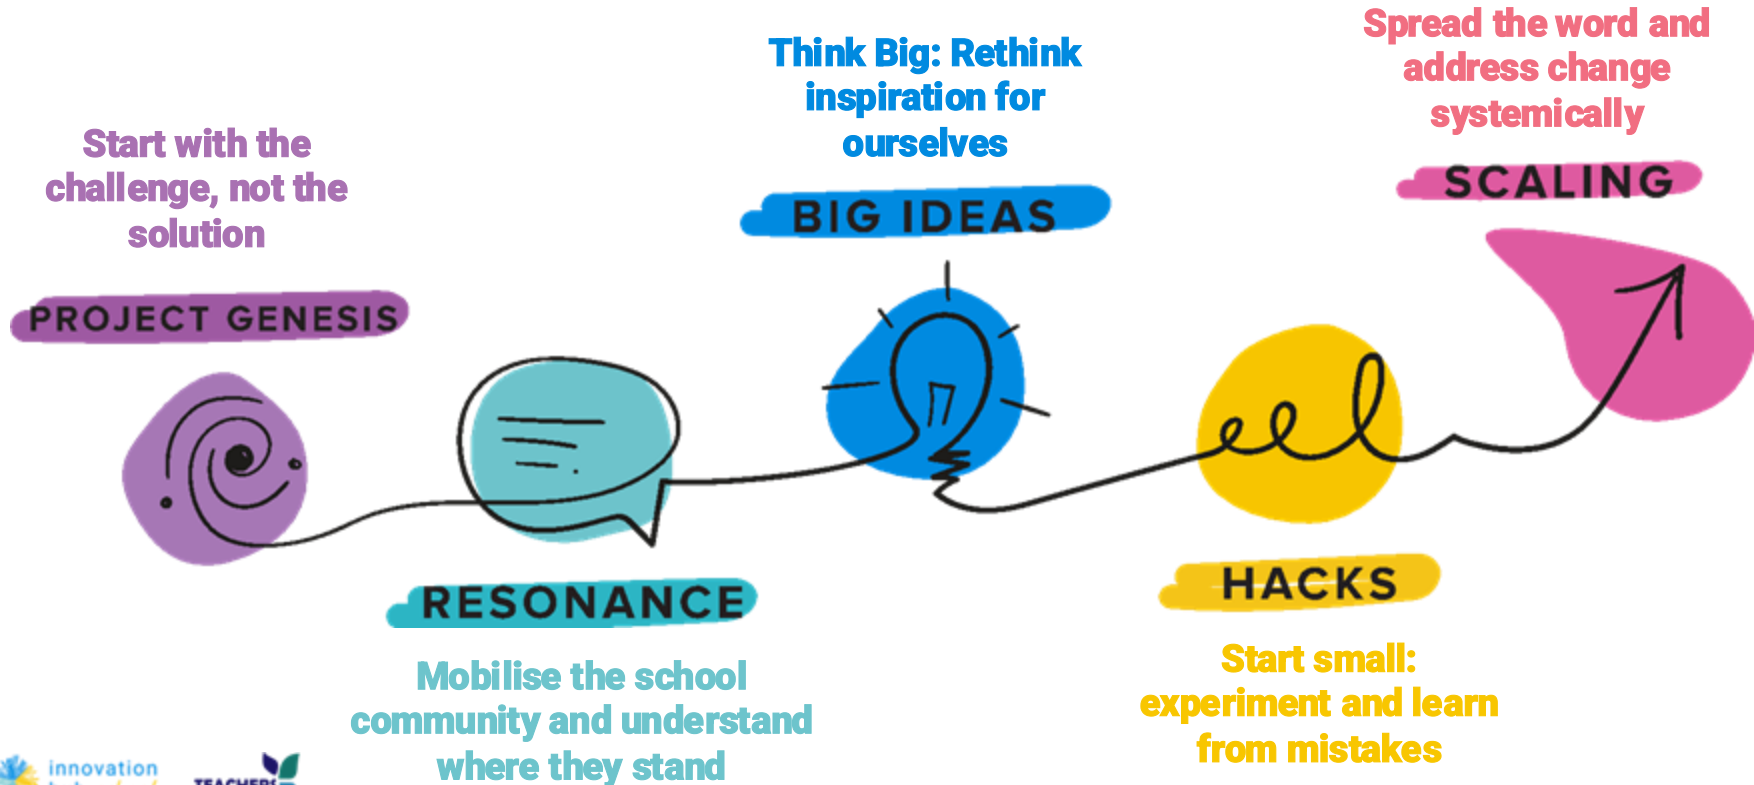 Start with the
challenge, not the
solution
PROJECT GENESIS
RESONANCE
Mobilise the school
community and understand
where they stand
Think Big: Rethink
inspiration for
ourselves
BIG IDEAS
HACKS
Start small:
experiment and learn
from mistakes
Spread the word and
address change
systemically
SCALING
innovation
TEACHERS